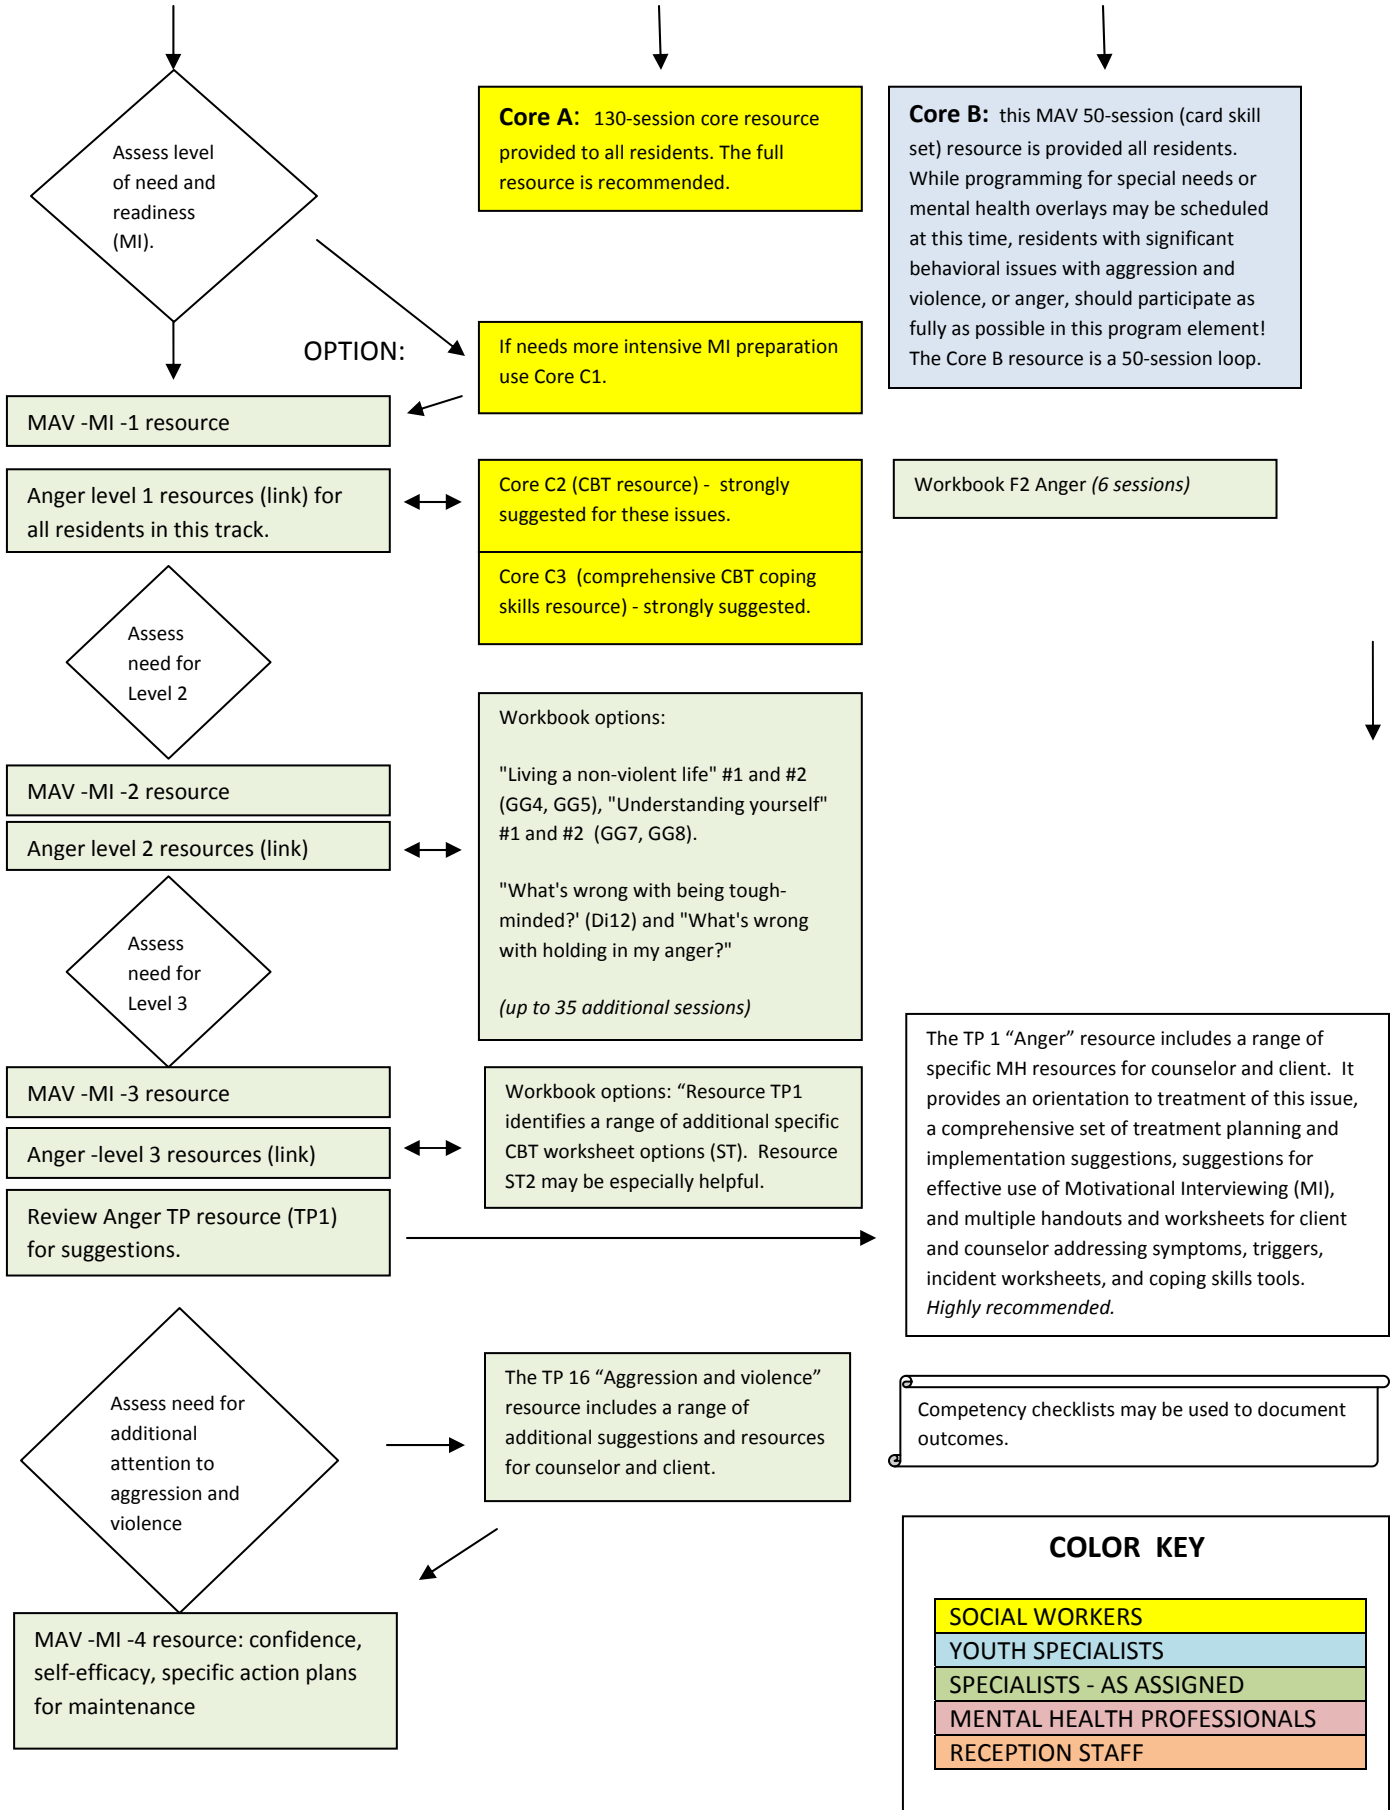 Assess level
of need and
readiness
(MI).
Core A: 130-session core resource
provided to all residents. The full
resource is recommended.
Core B: this MAV 50-session (card skill
set) resource is provided all residents.
While programming for special needs or
mental health overlays may be scheduled
at this time, residents with significant
behavioral issues with aggression and
violence, or anger, should participate as
fully as possible in this program element!
The Core B resource is a 50-session loop.
OPTION:
If needs more intensive MI preparation
use Core C1.
MAV -MI -1 resource
Anger level 1 resources (link) for
all residents in this track.
Core C2 (CBT resource) - strongly
suggested for these issues.
Core C3 (comprehensive CBT coping
skills resource) - strongly suggested.
Workbook F2 Anger (6 sessions)
Assess
need for
Level 2
MAV -MI -2 resource
Anger level 2 resources (link)
Workbook options:
"Living a non-violent life" #1 and #2
(GG4, GG5), "Understanding yourself"
#1 and #2 (GG7, GG8).
"What's wrong with being tough-
minded?' (Di12) and "What's wrong
with holding in my anger?"
(up to 35 additional sessions)
Assess
need for
Level 3
MAV -MI -3 resource
Anger -level 3 resources (link)
Review Anger TP resource (TP1)
for suggestions.
Workbook options: “Resource TP1
identifies a range of additional specific
CBT worksheet options (ST). Resource
ST2 may be especially helpful.
The TP 1 “Anger” resource includes a range of
specific MH resources for counselor and client. It
provides an orientation to treatment of this issue,
a comprehensive set of treatment planning and
implementation suggestions, suggestions for
effective use of Motivational Interviewing (MI),
and multiple handouts and worksheets for client
and counselor addressing symptoms, triggers,
incident worksheets, and coping skills tools.
Highly recommended.
Assess need for
additional
attention to
aggression and
violence
The TP 16 “Aggression and violence”
resource includes a range of
additional suggestions and resources
for counselor and client.
Competency checklists may be used to document
outcomes.
MAV -MI -4 resource: confidence,
self-efficacy, specific action plans
for maintenance
COLOR KEY
SOCIAL WORKERS
YOUTH SPECIALISTS
SPECIALISTS - AS ASSIGNED
MENTAL HEALTH PROFESSIONALS
RECEPTION STAFF